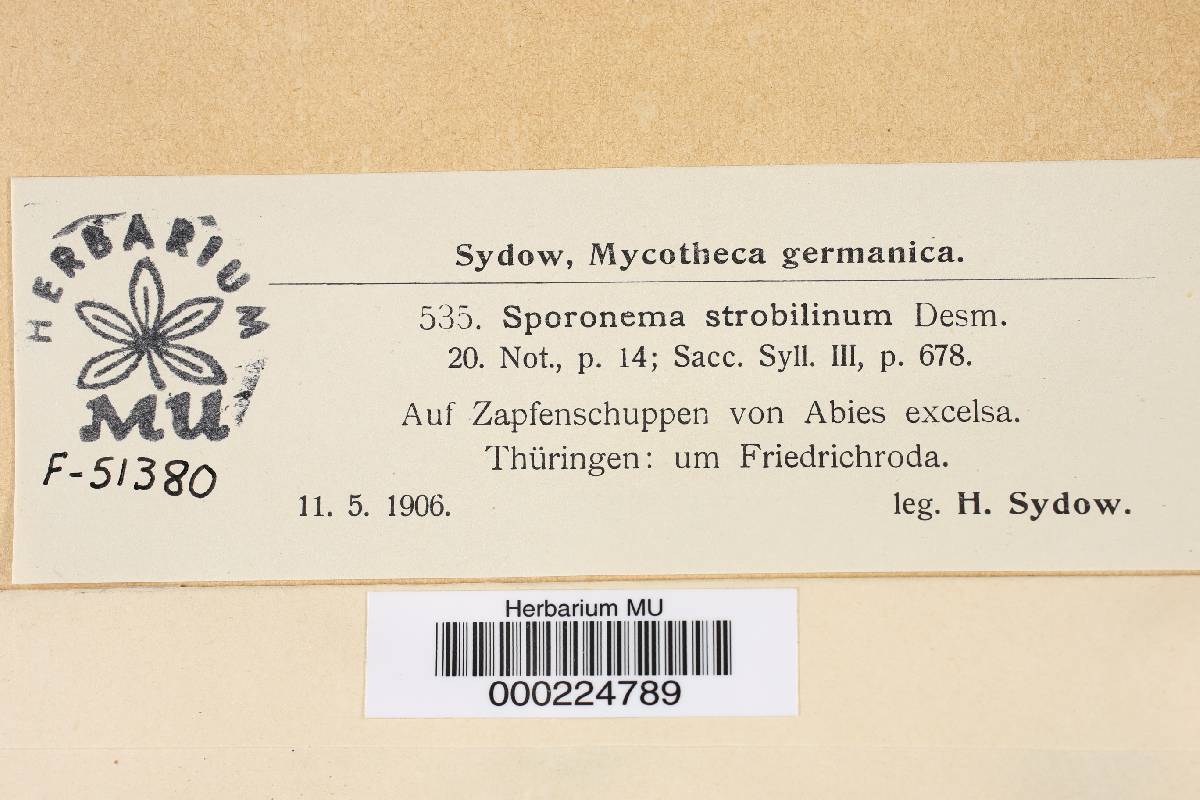 HERBARIUM
MU
F-51380
Sydow, Mycotheca germanica.
535. Sporonema strobilinum Desm.
20. Not., p. 14; Sacc. Syll. III, p. 678.
Auf Zapfenschuppen von Abies excelsa.
Thüringen: um Friedrichroda.
11. 5. 1906. leg. H. Sydow.
Herbarium MU
000224789